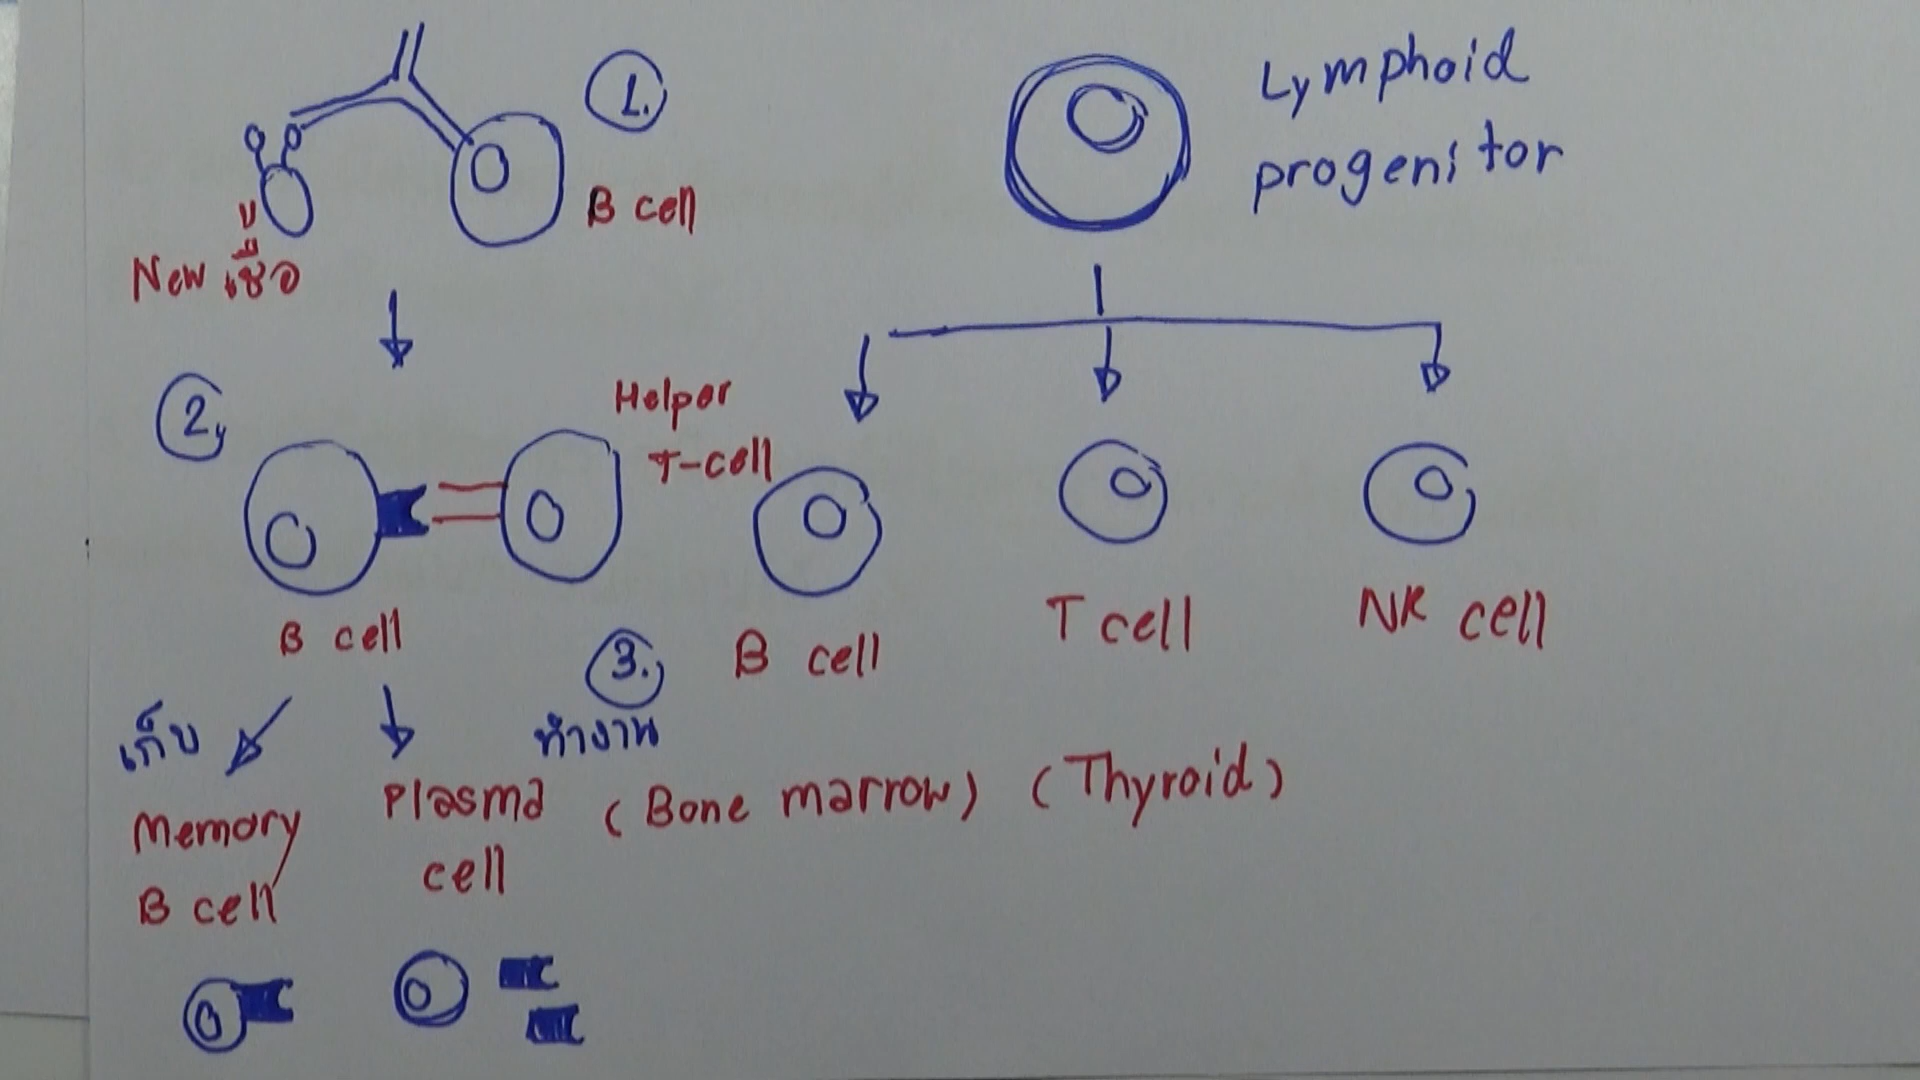 1.
B cell
New เชื้อ
2,
Helper
T-cell
B cell
เก็บ
Memory
B cell
Plasma
cell
3.
ทำงาน
Lymphoid
progenitor
B cell
T cell
NK cell
(Bone marrow)
(Thyroid)